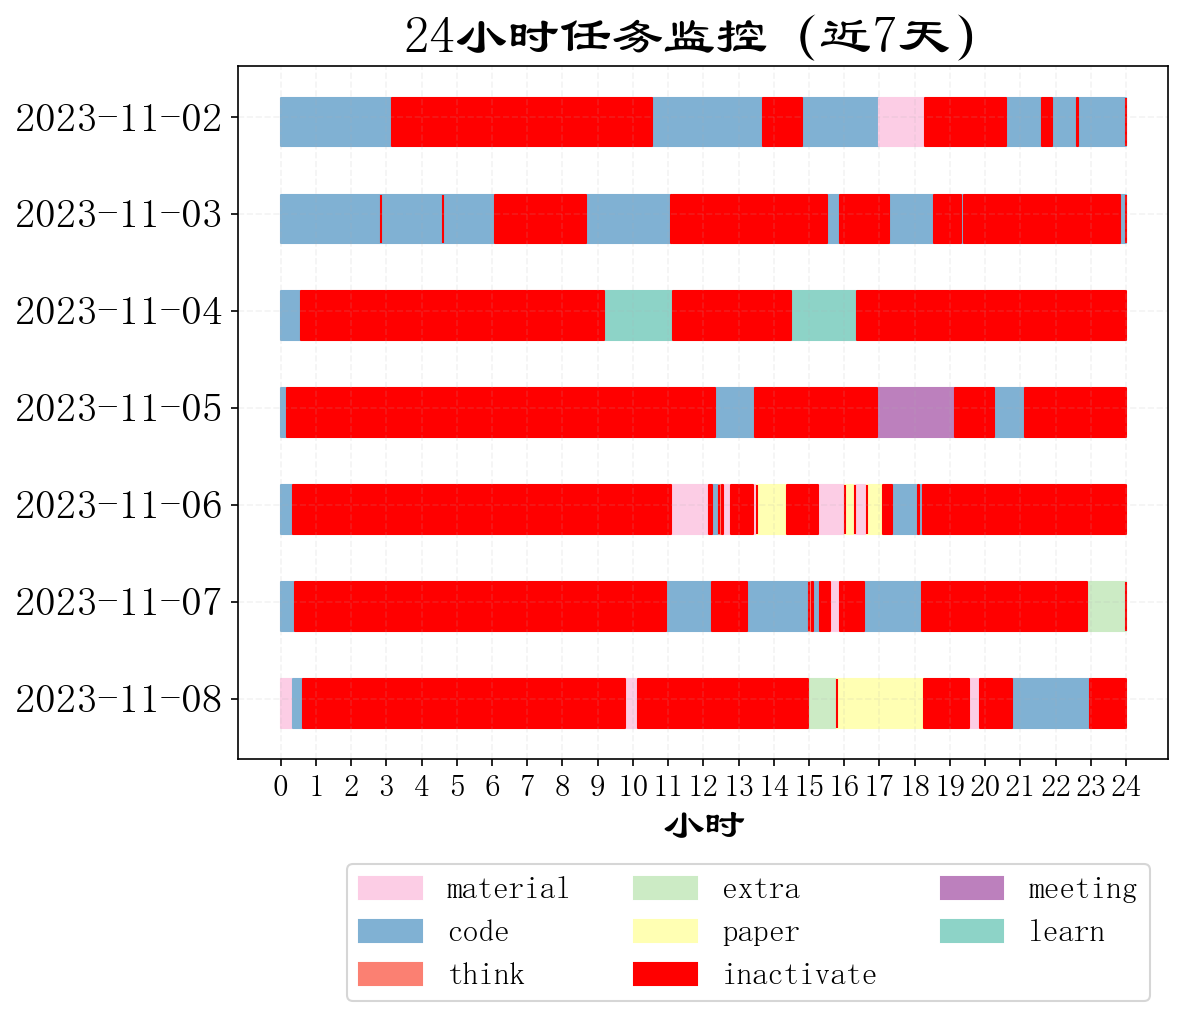 24小时任务监控 (近7天)
2023-11-02
2023-11-03
2023-11-04
2023-11-05
2023-11-06
2023-11-07
2023-11-08
0 1 2 3 4 5 6 7 8 9 10 11 12 13 14 15 16 17 18 19 20 21 22 23 24
小时
material extra meeting
code paper learn
think inactivate